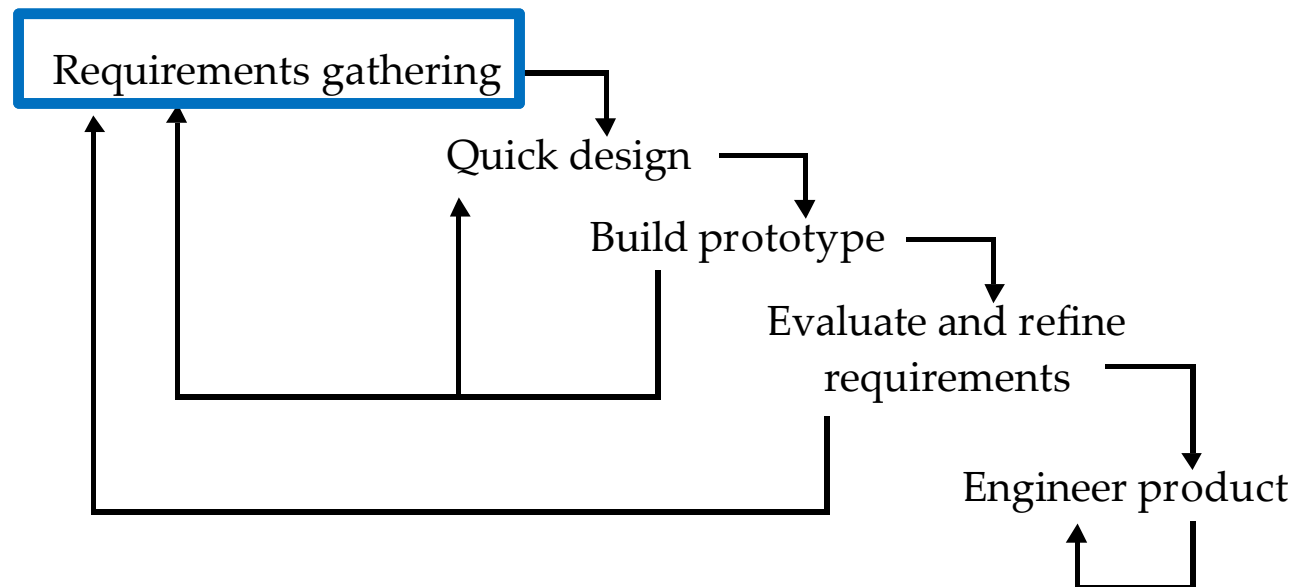 Requirements gathering
Quick design
Build prototype
Evaluate and refine
requirements
Engineer product